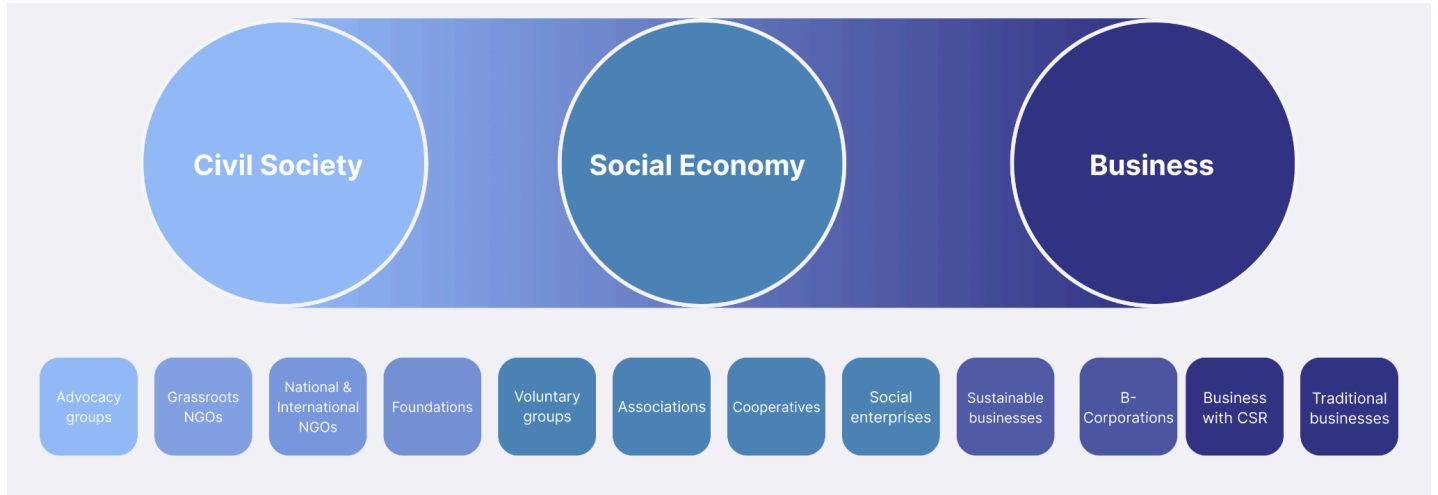 Civil Society
Social Economy
Business
Advocacy
groups
Grassroots
NGOs
National &
International
NGOs
Foundations
Voluntary
groups
Associations
Cooperatives
Social
enterprises
Sustainable
businesses
B-
Corporations
Business
with CSR
Traditional
businesses